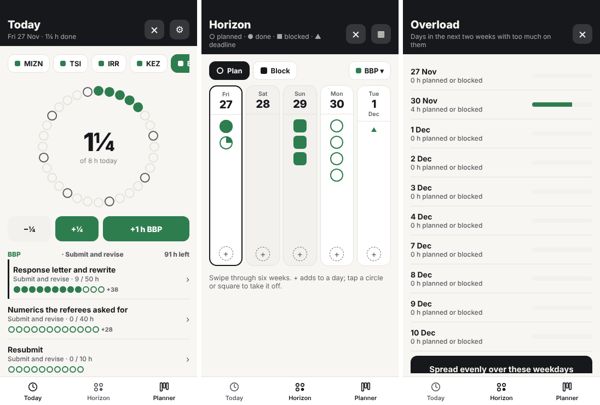 Today
Fri 27 Nov · 1¼ h done
MIZN
TSI
IRR
KEZ
1¼
of 8 h today
−¼
+¼
+1 h BBP
BBP · Submit and revise 91 h left
Response letter and rewrite
Submit and revise · 9 / 50 h
+38
Numerics the referees asked for
Submit and revise · 0 / 40 h
+28
Resubmit
Submit and revise · 0 / 10 h
Today
Horizon
Planner
Horizon
planned · done · blocked ·
deadline
Plan
Block
BBP
Fri
27
Sat
28
Sun
29
Mon
30
Tue
1
Dec
+
+
+
+
+
Swipe through six weeks. + adds to a day; tap a circle
or square to take it off.
Today
Horizon
Planner
Overload
Days in the next two weeks with too much on
them
27 Nov
0 h planned or blocked
30 Nov
4 h planned or blocked
1 Dec
0 h planned or blocked
2 Dec
0 h planned or blocked
3 Dec
0 h planned or blocked
4 Dec
0 h planned or blocked
7 Dec
0 h planned or blocked
8 Dec
0 h planned or blocked
9 Dec
0 h planned or blocked
10 Dec
0 h planned or blocked
Spread evenly over these weekdays
Today
Horizon
Planner